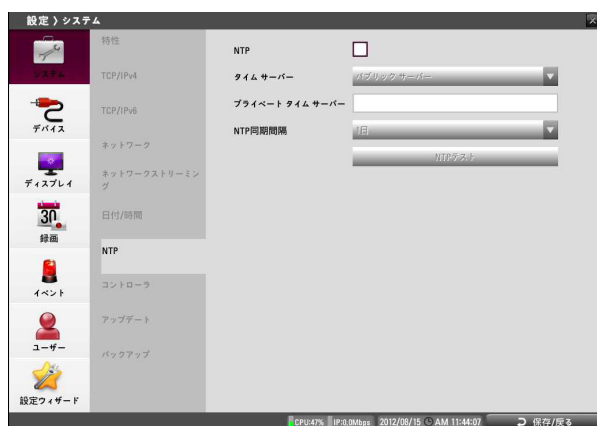 設定 〉システム
システム
デバイス
ディスプレイ
30
録画
イベント
ユーザー
設定ウィザード
特性
TCP/IPv4
TCP/IPv6
ネットワーク
ネットワークストリーミン
グ
日付/時間
NTP
コントローラ
アップデート
バックアップ
NTP
タイム サーバー
パブリック サーバー
プライベート タイム サーバー
NTP同期間隔
1日
NTPテスト
CPU:47% IP:0.0Mbps 2012/08/15 AM 11:44:07 保存/戻る